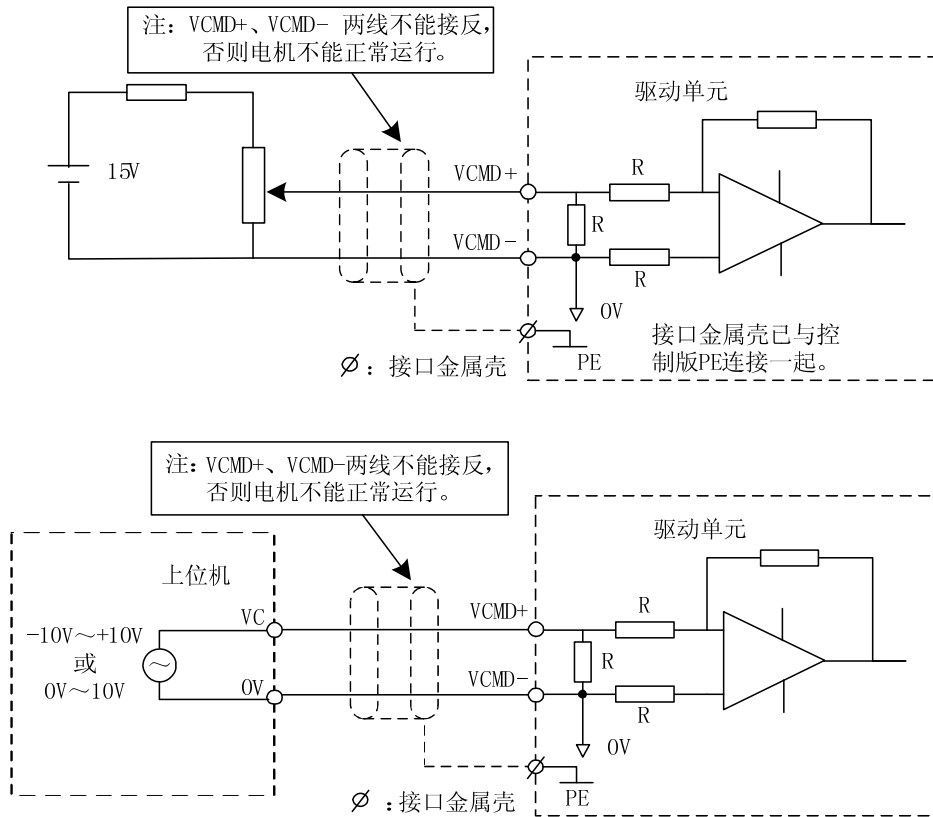 注：VCMD+、VCMD- 两线不能接反，
否则电机不能正常运行。
驱动单元
15V
VCMD+
R
R
VCMD-
R
0V
PE
接口金属壳已与控
制版PE连接一起。
Ø：接口金属壳
注：VCMD+、VCMD-两线不能接反，
否则电机不能正常运行。
驱动单元
上位机
VC
VCMD+
R
-10V～+10V
或
0V～10V
～
R
0V
VCMD-
R
0V
PE
Ø：接口金属壳